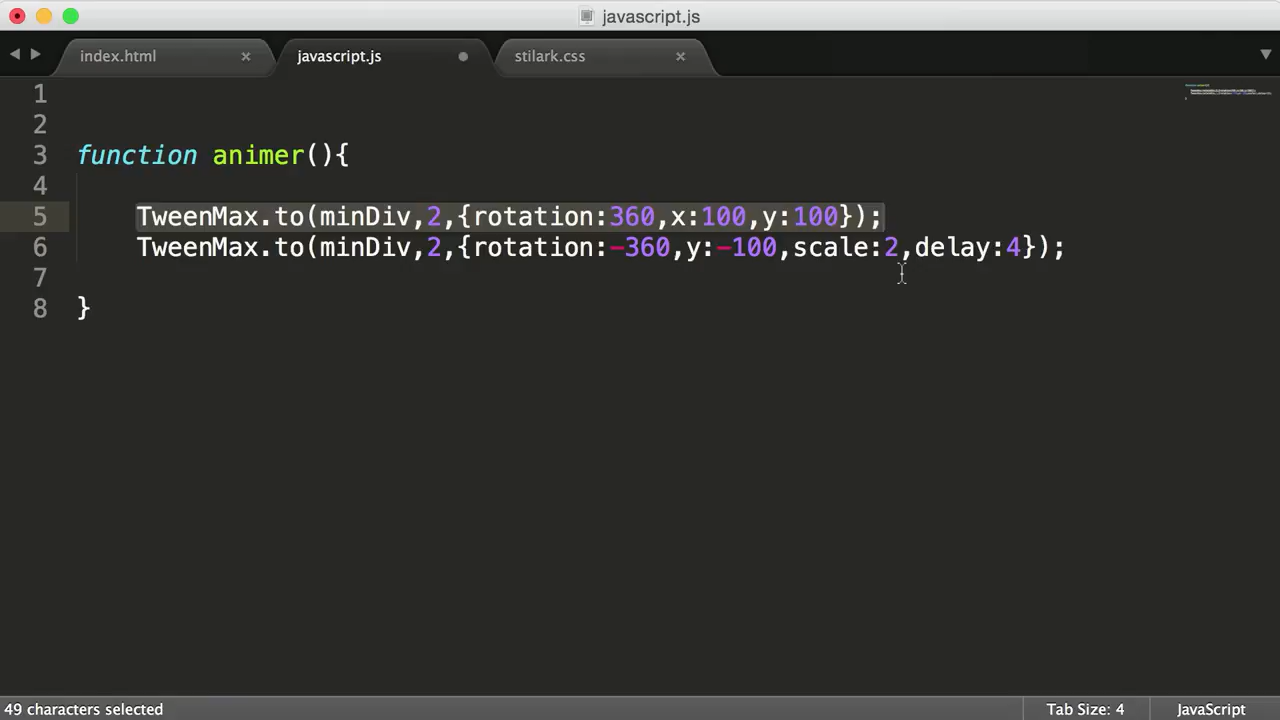 javascript.js
index.html
javascript.js
stilark.css
1
2
3 function animer(){
4
5 TweenMax.to(minDiv,2,{rotation:360,x:100,y:100});
6 TweenMax.to(minDiv,2,{rotation:-360,y:-100,scale:2,delay:4});
7
8 }
49 characters selected
Tab Size: 4
JavaScript